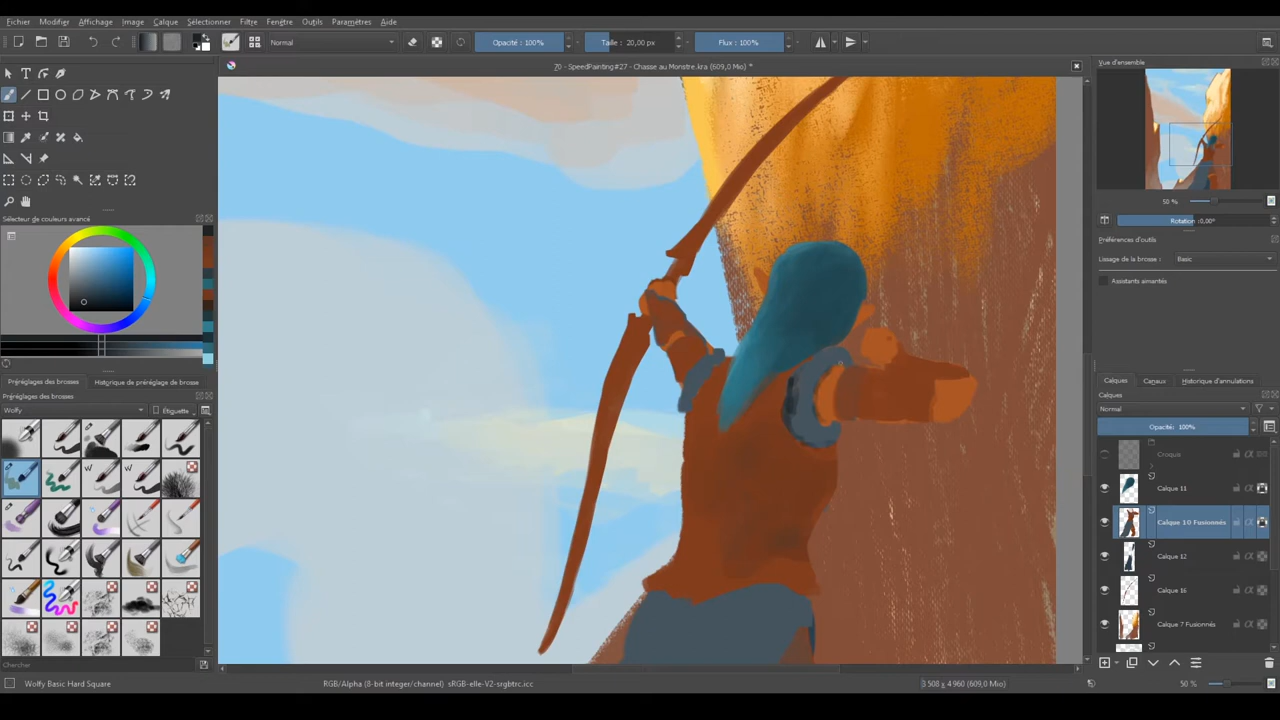 Fichier Modifier Affichage Image Calque Sélectionner Filtre Fenêtre Outils Paramètres Aide
Normal Opacité : 100% Taille : 20,00 px Flux : 100%
70 - SpeedPainting#27 - Chasse au Monstre.kra (609,0 Mio) *
Vue d'ensemble
50 %
Rotation : 0,00°
Sélecteur de couleurs avancé
Préférences d'outils
Lissage de la brosse : Basic
Assistants aimantés
Préréglages des brosses Historique de préréglage de brosse
Préréglages des brosses
Wolfy Étiquette
Calques Canaux Historique d'annulations
Calques
Normal
Opacité: 100%
Croquis
Calque 11
Calque 10 Fusionnés
Calque 12
Calque 16
Calque 7 Fusionnés
Chercher
Wolfy Basic Hard Square RGB/Alpha (8-bit integer/channel) sRGB-elle-V2-srgbtrc.icc 3 508 x 4 960 (609,0 Mio) 50 %